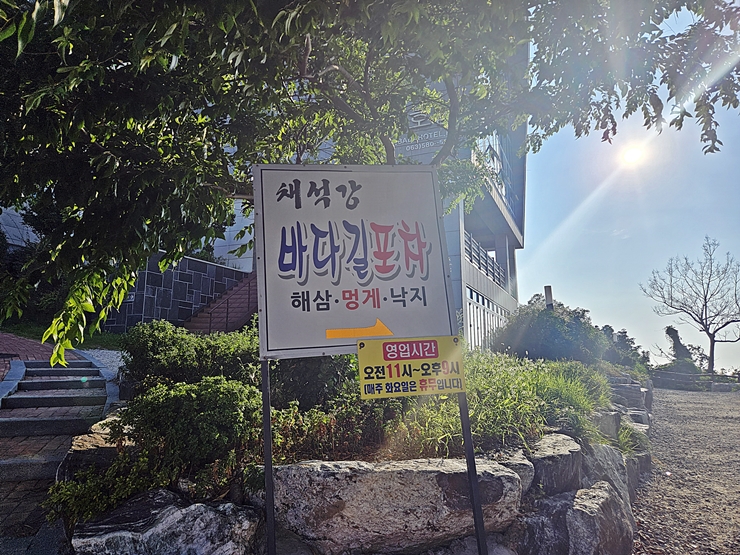 채석강
바다길포차
해삼·멍게·낙지
영업시간
오전11시~오후9시
[매주 화요일은 휴무입니다]
HOTEL